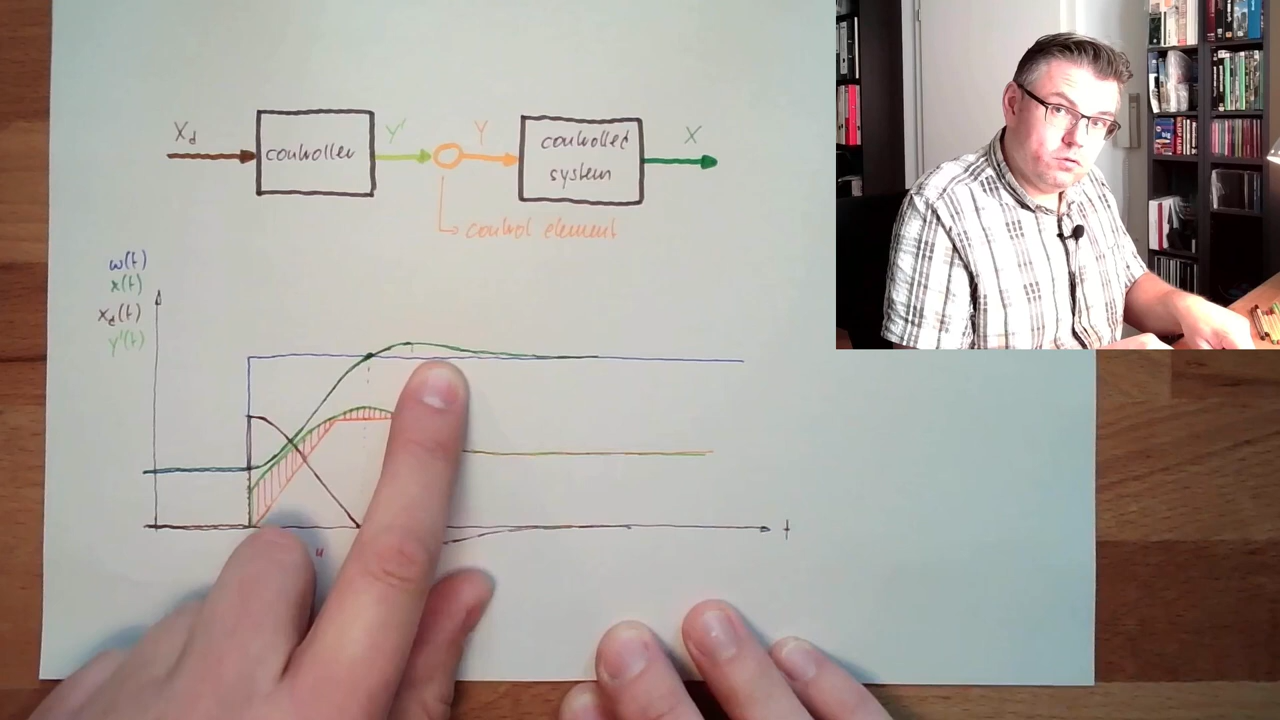 Xd
controller
Y'
Y
controlled
system
X
control element
w(t)
x(t)
xd(t)
y'(t)
t